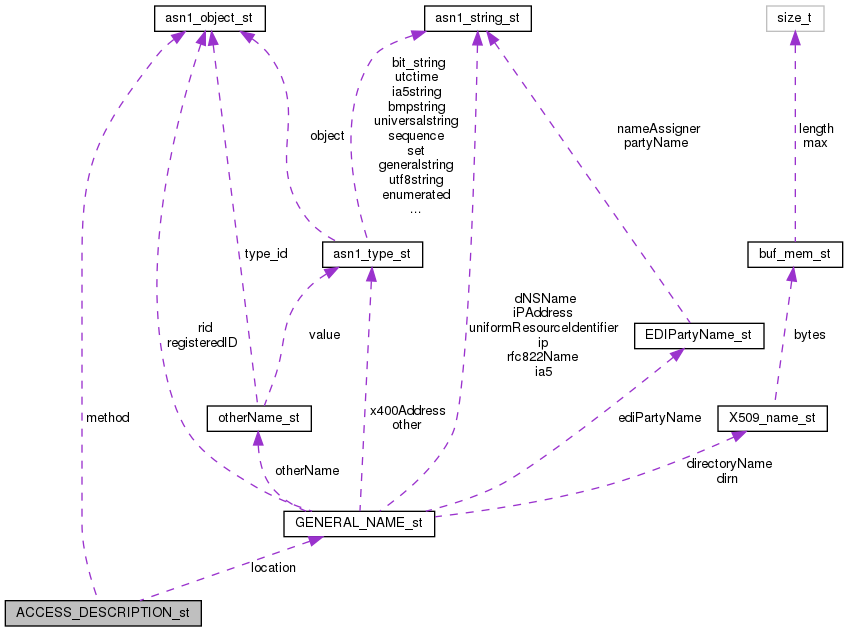 asn1_object_st
asn1_string_st
size_t
bit_string
utctime
ia5string
bmpstring
universalstring
sequence
set
generalstring
utf8string
enumerated
...
object
nameAssigner
partyName
length
max
type_id
asn1_type_st
buf_mem_st
rid
registeredID
value
dNSName
iPAddress
uniformResourceIdentifier
ip
rfc822Name
ia5
EDIPartyName_st
bytes
method
otherName_st
x400Address
other
ediPartyName
X509_name_st
otherName
directoryName
dirn
GENERAL_NAME_st
location
ACCESS_DESCRIPTION_st